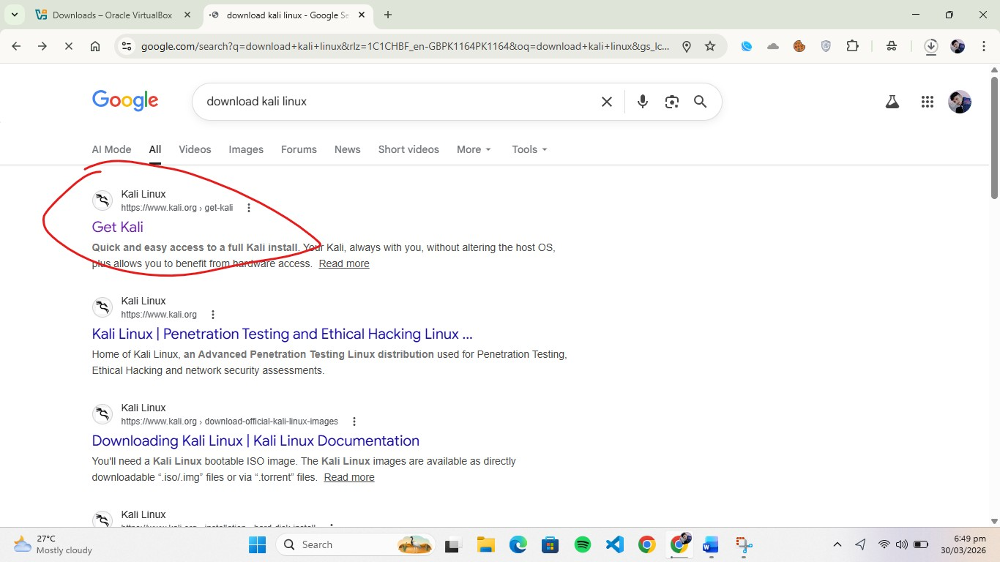 Downloads – Oracle VirtualBox
download kali linux - Google Se
google.com/search?q=download+kali+linux&rlz=1C1CHBF_en-GBPK1164PK1164&oq=download+kali+linux&gs_lc...
Google
download kali linux
AI Mode All Videos Images Forums News Short videos More Tools
Kali Linux
https://www.kali.org › get-kali
Get Kali
Quick and easy access to a full Kali install. Your Kali, always with you, without altering the host OS,
plus allows you to benefit from hardware access. Read more
Kali Linux
https://www.kali.org
Kali Linux | Penetration Testing and Ethical Hacking Linux ...
Home of Kali Linux, an Advanced Penetration Testing Linux distribution used for Penetration Testing,
Ethical Hacking and network security assessments.
Kali Linux
https://www.kali.org › download-official-kali-linux-images
Downloading Kali Linux | Kali Linux Documentation
You'll need a Kali Linux bootable ISO image. The Kali Linux images are available as directly
downloadable “.iso/.img” files or via “.torrent” files. Read more
Kali Linux
https://www.kali.org › installation › hard-disk-install
27°C
Mostly cloudy
Search
6:49 pm
30/03/2026